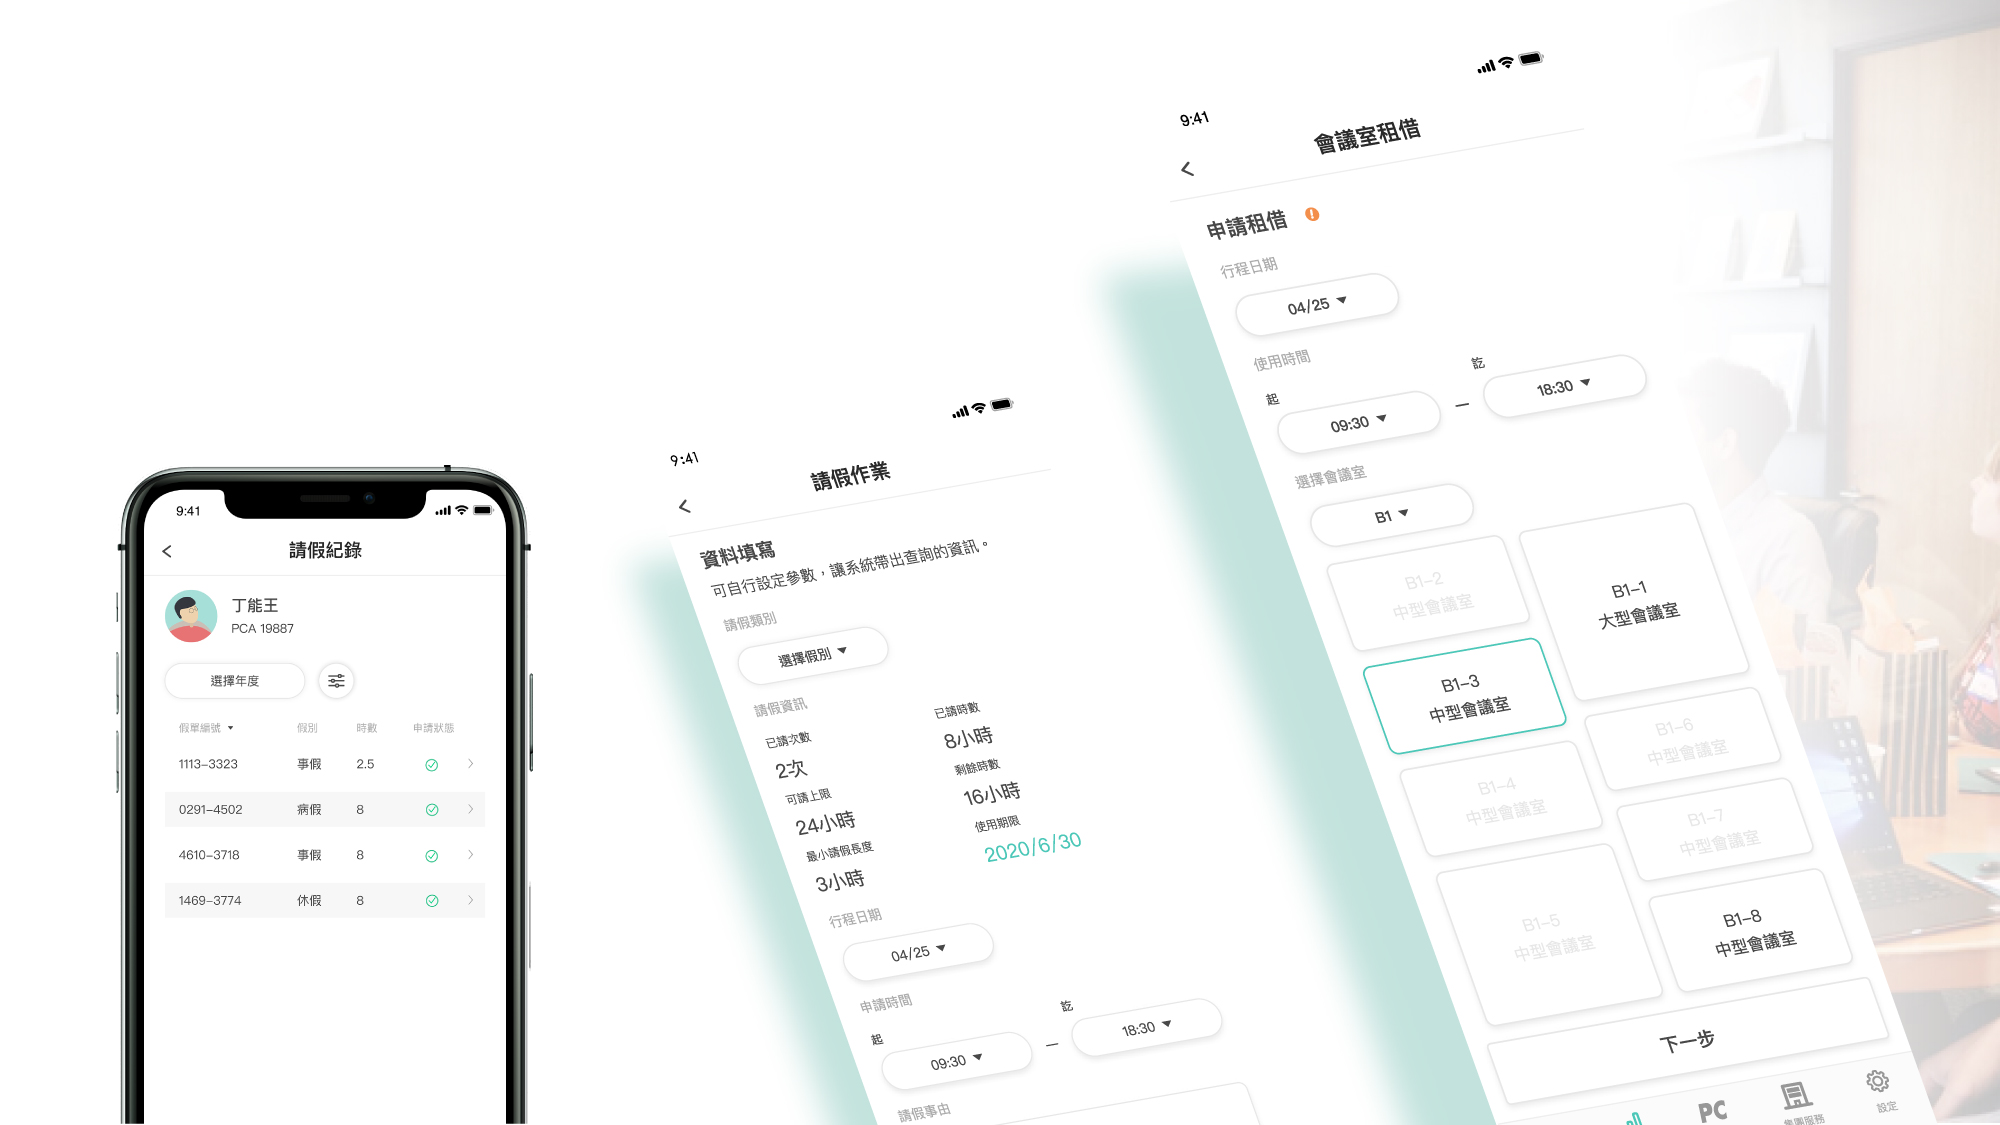 9:41
請假紀錄
丁能王
PCA 19887
選擇年度
假單編號 假別 時數 申請狀態
1113–3323 事假 2.5
0291–4502 病假 8
4610–3718 事假 8
1469–3774 休假 8
9:41
請假作業
資料填寫
可自行設定參數，讓系統帶出查詢的資訊。
請假類別
選擇假別
請假資訊
已請次數 已請時數
2次 8小時
可請上限 剩餘時數
24小時 16小時
最小請假長度 使用期限
3小時 2020/6/30
行程日期
04/25
申請時間
起 訖
09:30 – 18:30
請假事由
9:41
會議室租借
申請租借
行程日期
04/25
使用時間
起 訖
09:30 – 18:30
選擇會議室
B1
B1–2
中型會議室
B1–1
大型會議室
B1–3
中型會議室
B1–6
中型會議室
B1–4
中型會議室
B1–7
中型會議室
B1–5
中型會議室
B1–8
中型會議室
下一步
PC
集團服務
設定